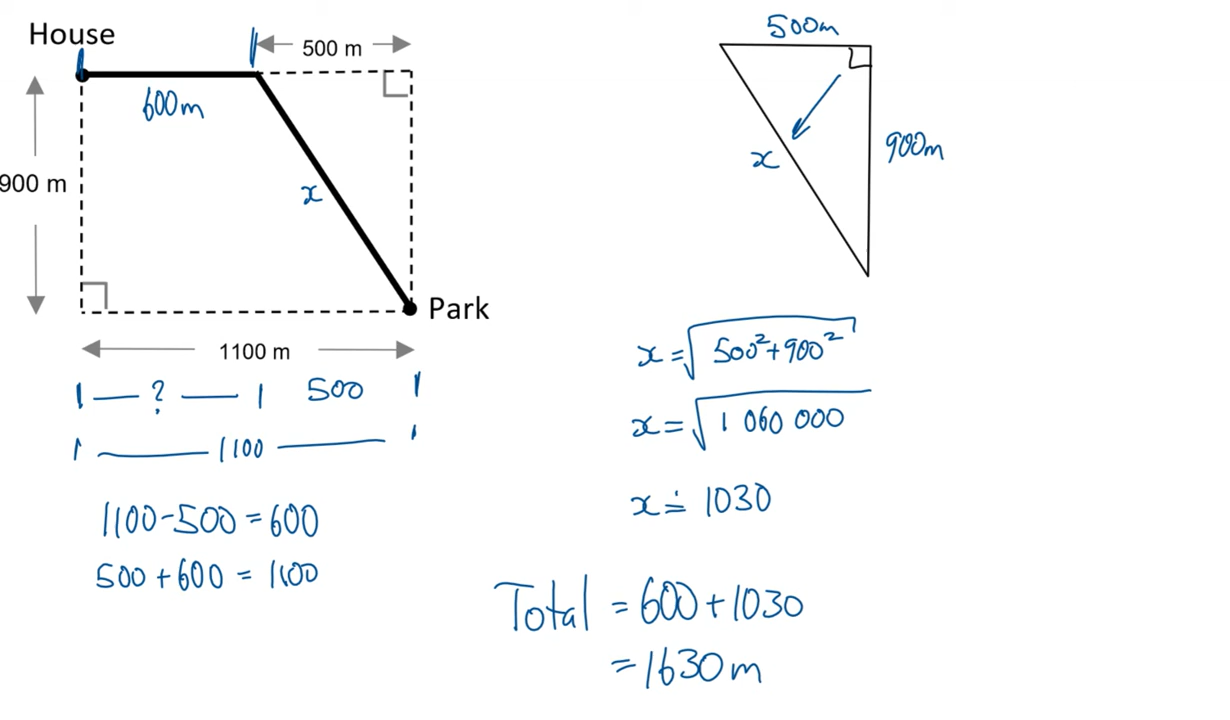 House
500 m
600m
900 m
x
Park
1100 m
? 500
1100
1100-500=600
500+600=1100
500m
x
900m
x=√500²+900²
x=√1 060 000
x≐1030
Total =600+1030
=1630m